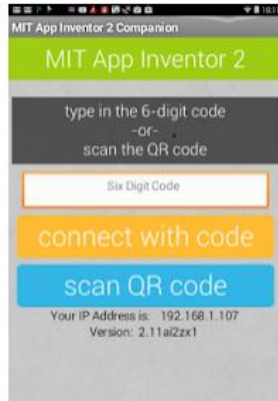 MIT App Inventor 2 Companion
MIT App Inventor 2
type in the 6-digit code
-or-
scan the QR code
Six Digit Code
connect with code
scan QR code
Your IP Address is: 192.168.1.107
Version: 2.11ai2zx1